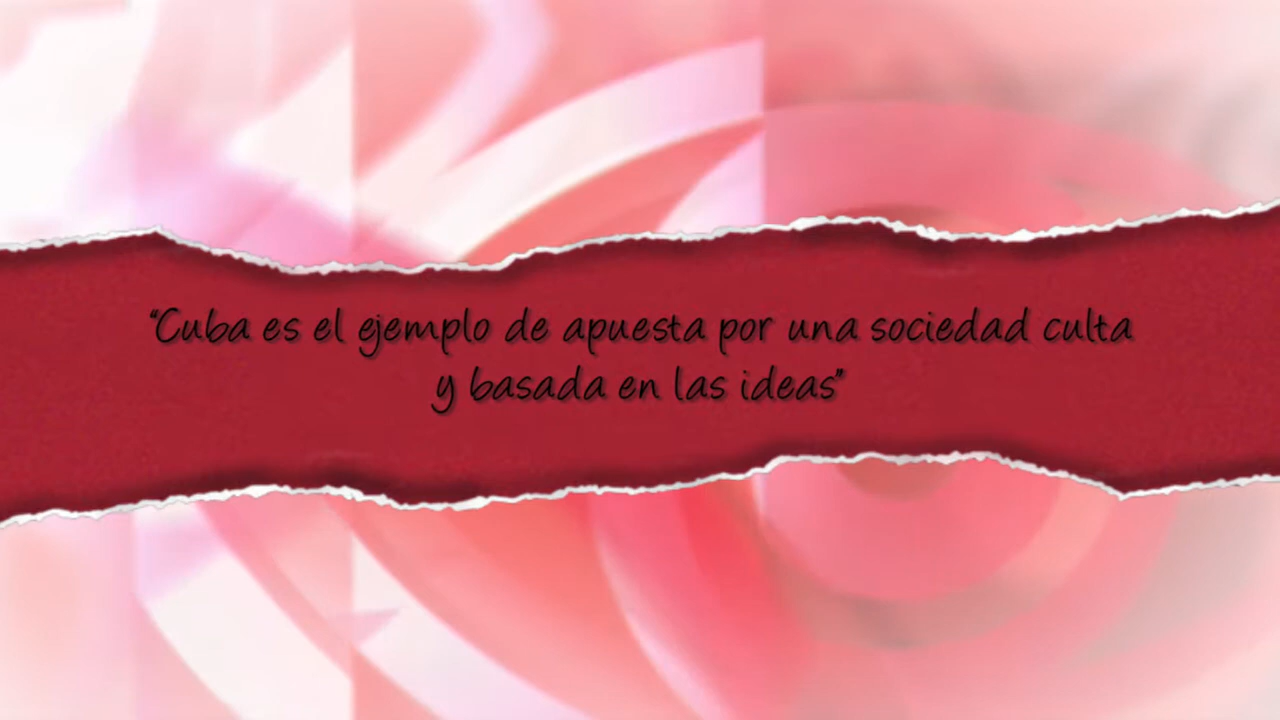 “Cuba es el ejemplo de apuesta por una sociedad culta
y basada en las ideas”